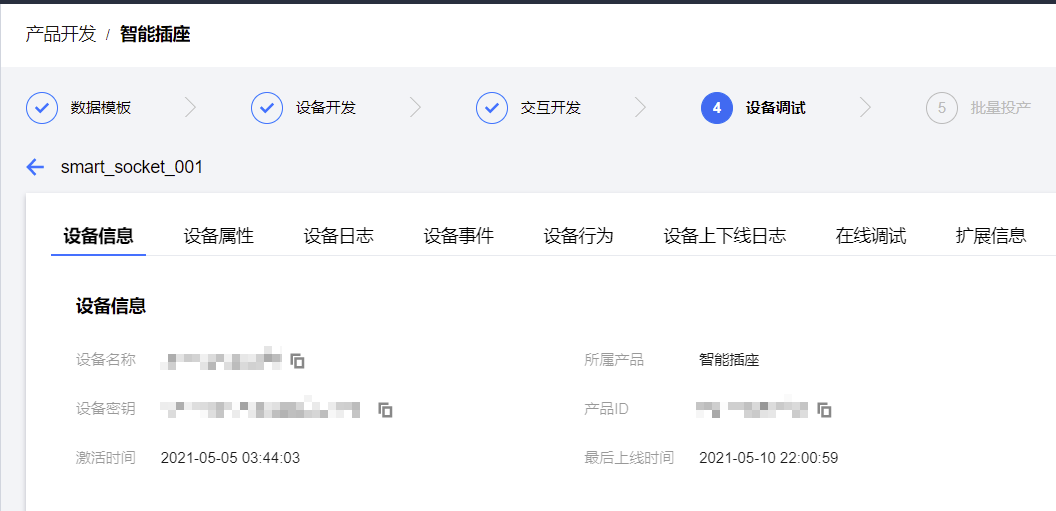 产品开发 / 智能插座
数据模板 设备开发 交互开发 4 设备调试 5 批量投产
smart_socket_001
设备信息 设备属性 设备日志 设备事件 设备行为 设备上下线日志 在线调试 扩展信息
设备信息
设备名称 所属产品 智能插座
设备密钥 产品ID
激活时间 2021-05-05 03:44:03 最后上线时间 2021-05-10 22:00:59